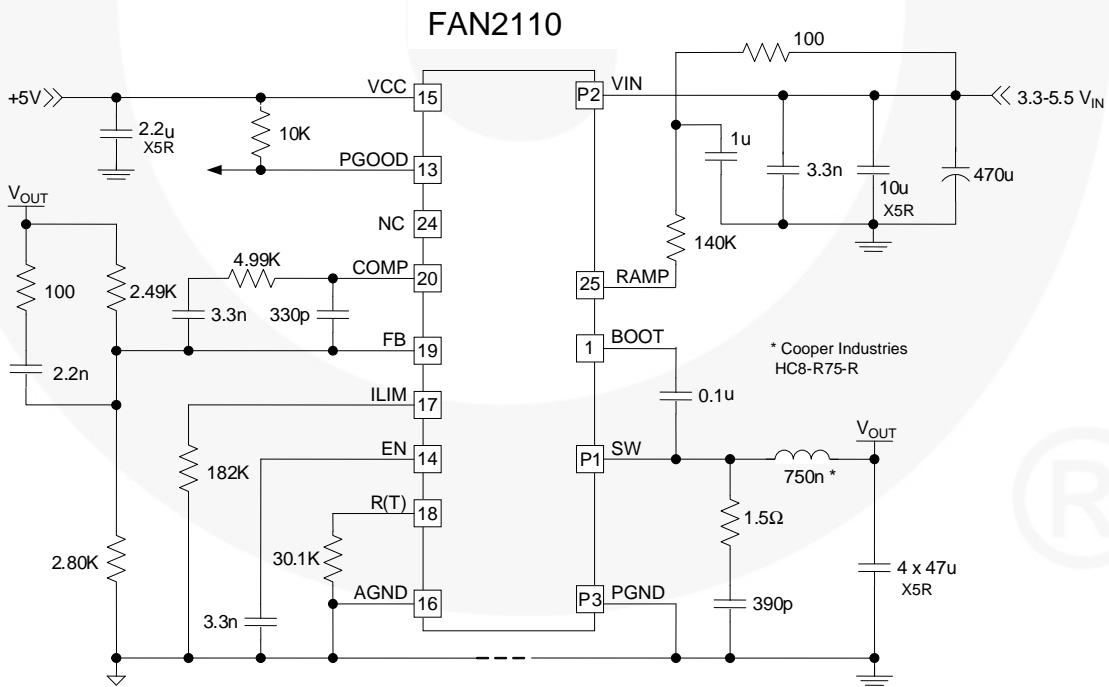 FAN2110
100
+5V
VCC
15
P2
VIN
3.3-5.5 VIN
2.2u
X5R
10K
1u
3.3n
10u
X5R
470u
PGOOD
13
VOUT
NC
24
140K
4.99K
COMP
20
25
RAMP
100
2.49K
3.3n
330p
FB
19
1
BOOT
* Cooper Industries
HC8-R75-R
2.2n
0.1u
ILIM
17
VOUT
EN
14
P1
SW
182K
750n *
R(T)
18
1.5Ω
2.80K
30.1K
4 x 47u
X5R
AGND
16
P3
PGND
390p
3.3n
®